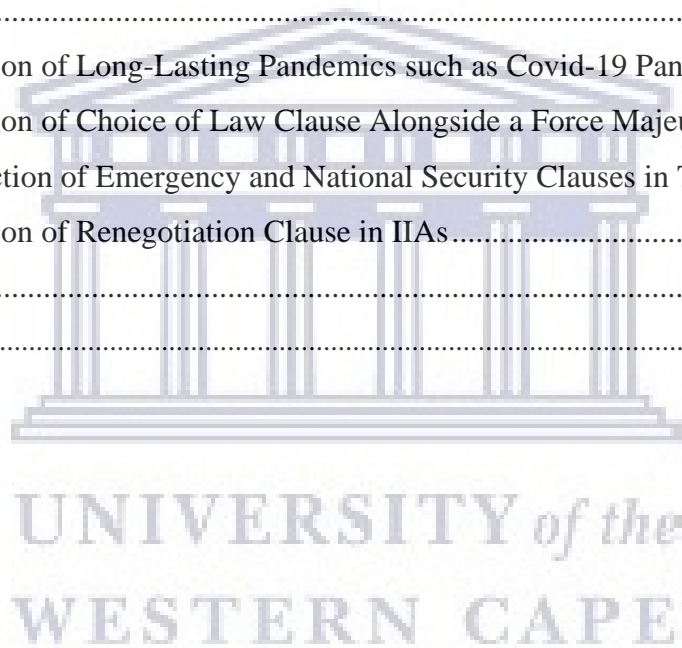 ................................................................
on of Long-Lasting Pandemics such as Covid-19 Pan
on of Choice of Law Clause Alongside a Force Majeu
ction of Emergency and National Security Clauses in T
on of Renegotiation Clause in IIAs................................
................................................................
................................................................
UNIVERSITY of the
WESTERN CAPE